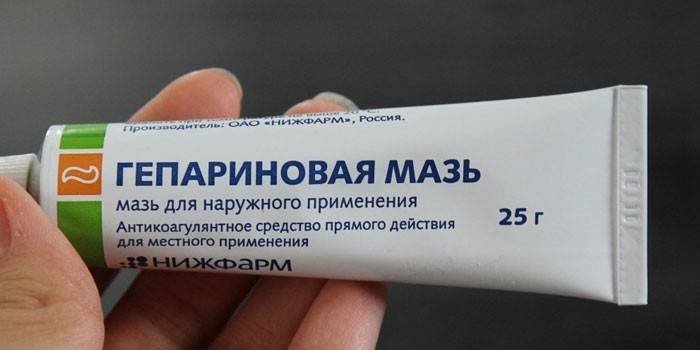 Производитель: ОАО «НИЖФАРМ», Россия.
ГЕПАРИНОВАЯ МАЗЬ
мазь для наружного применения
25 г
Антикоагулянтное средство прямого действия
для местного применения
НИЖФАРМ